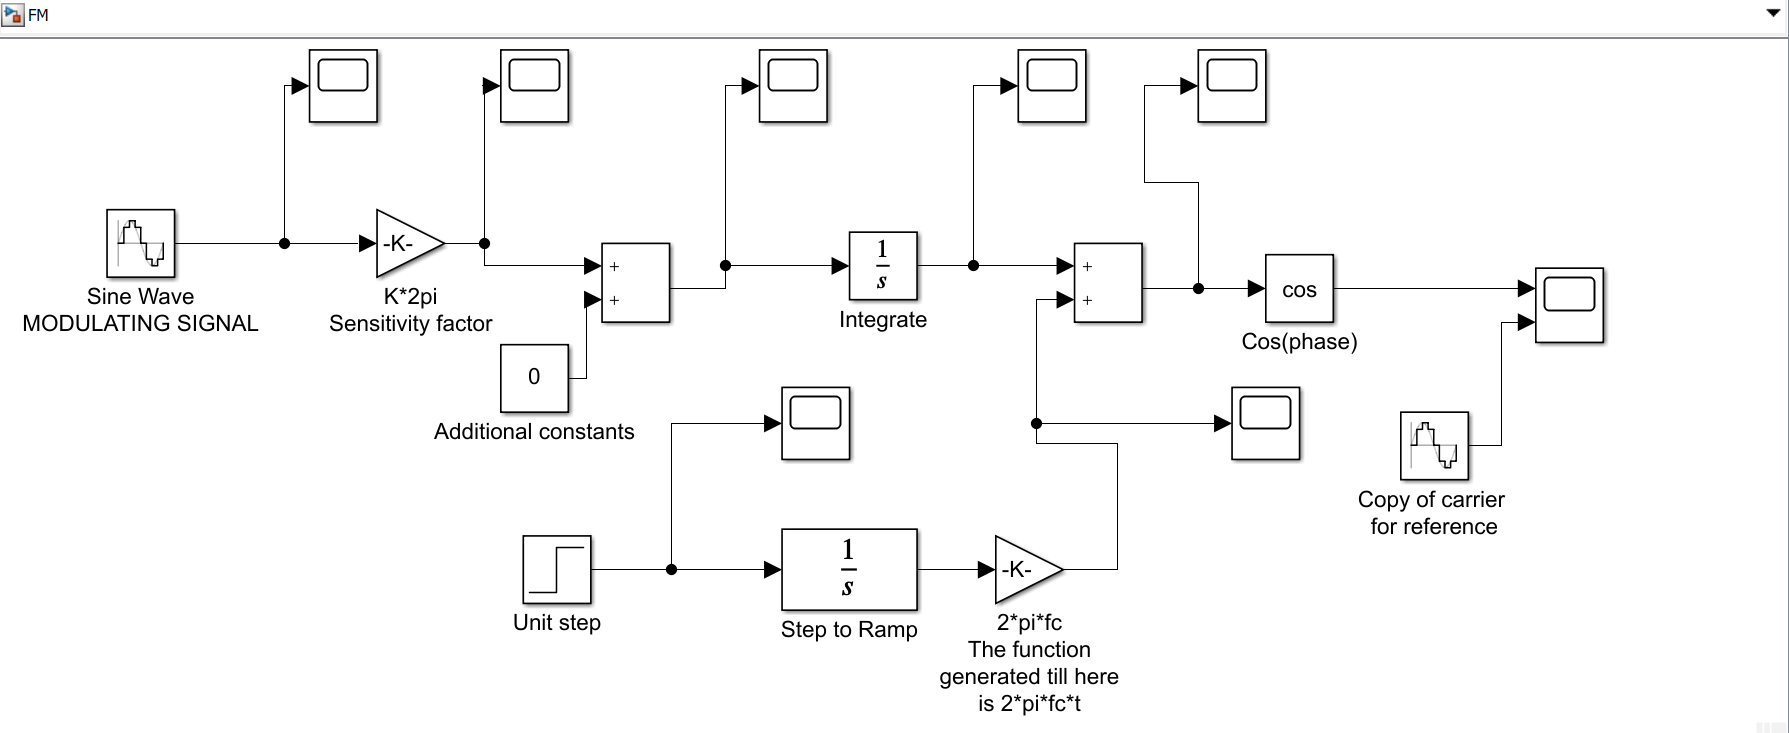 FM
Sine Wave
MODULATING SIGNAL
-K-
K*2pi
Sensitivity factor
+
+
0
Additional constants
1
s
Integrate
+
+
cos
Cos(phase)
Copy of carrier
for reference
Unit step
1
s
Step to Ramp
-K-
2*pi*fc
The function
generated till here
is 2*pi*fc*t